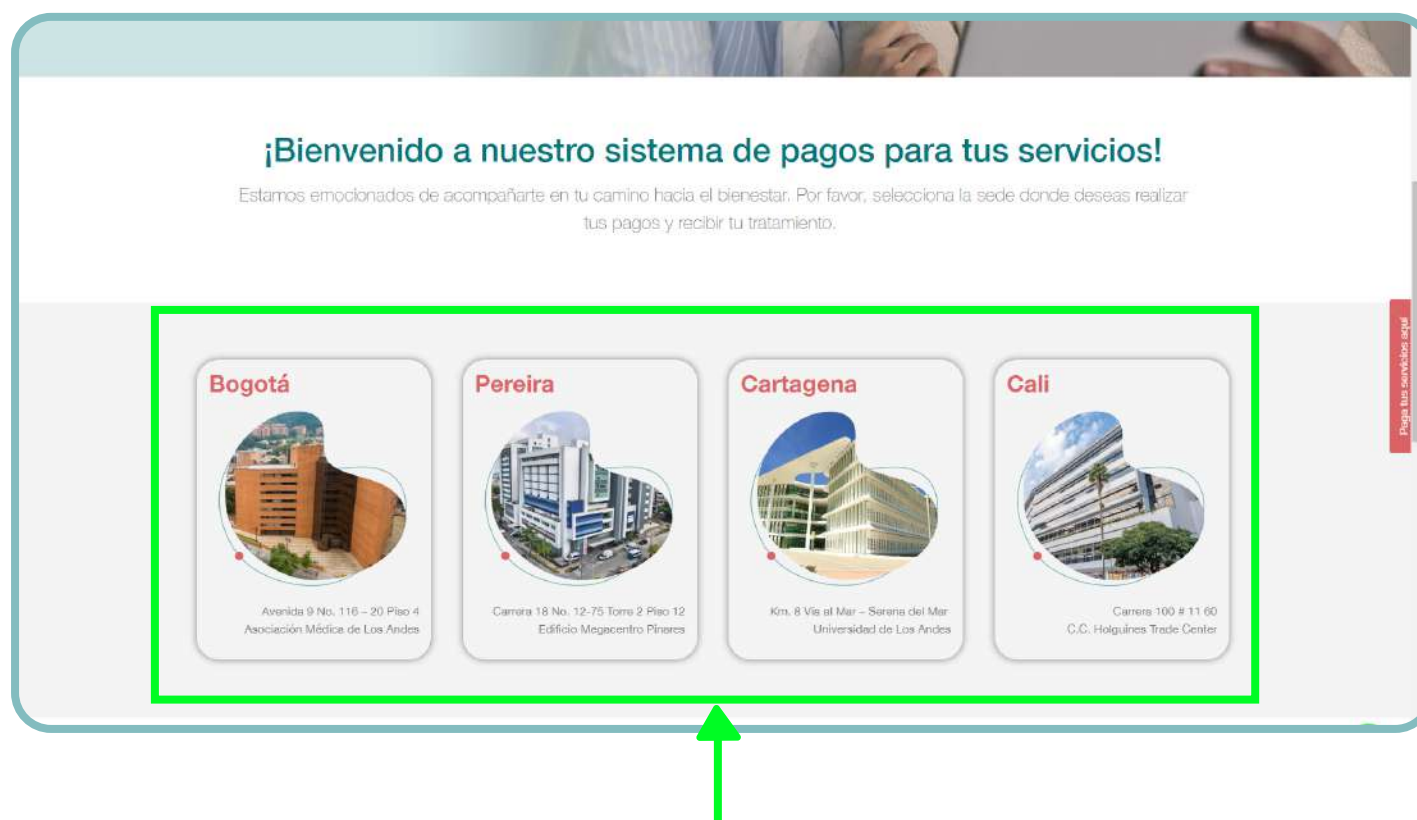 ¡Bienvenido a nuestro sistema de pagos para tus servicios!
Estamos emocionados de acompañarte en tu camino hacia el bienestar. Por favor, selecciona la sede donde deseas realizar
tus pagos y recibir tu tratamiento.
Bogotá
Avenida 9 No. 116 – 20 Piso 4
Asociación Médica de Los Andes
Pereira
Carrera 18 No. 12-75 Torre 2 Piso 12
Edificio Megacentro Pinares
Cartagena
Km. 8 Vía al Mar – Serena del Mar
Universidad de Los Andes
Cali
Carrera 100 # 11 60
C.C. Holguines Trade Center
Paga tus servicios aquí